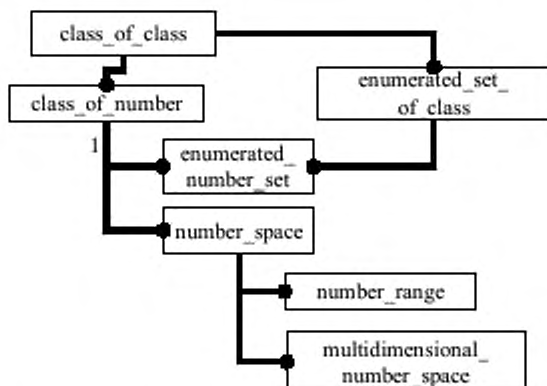 class_of_class
enumerated_set_
of_class
class_of_number
1
enumerated_
number_set
number_space
number_range
multidimensional_
number_space